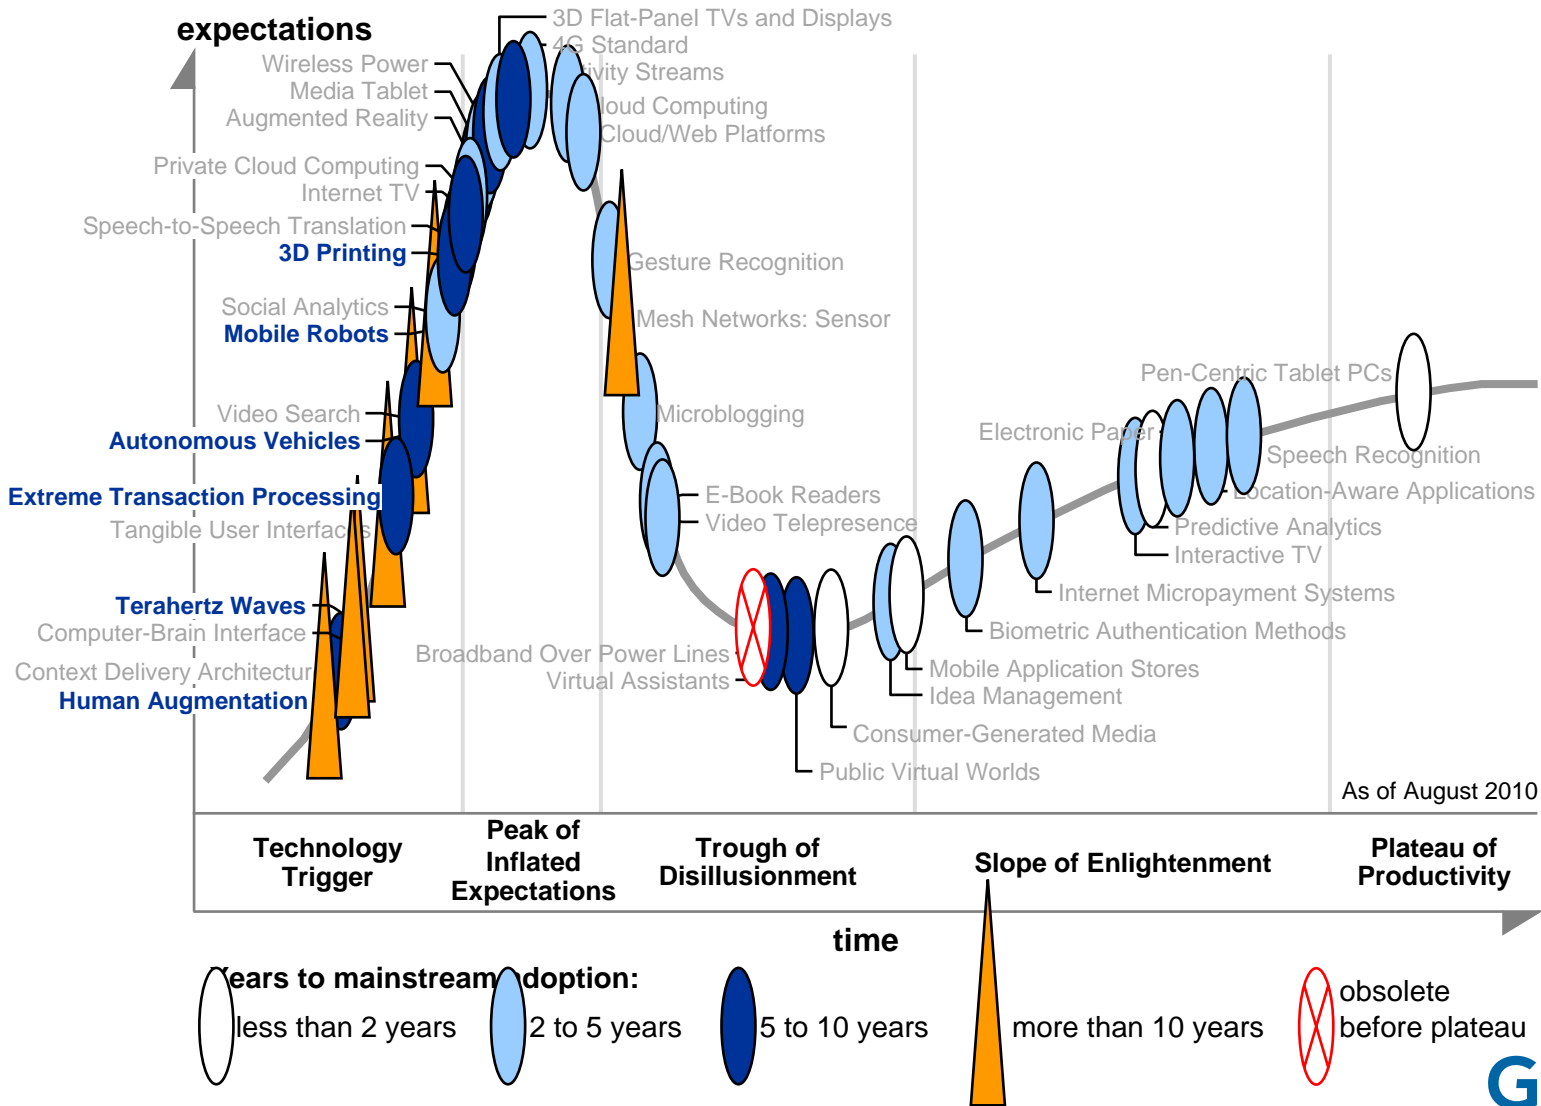 expectations
3D Flat-Panel TVs and Displays
4G Standard
tivity Streams
loud Computing
Cloud/Web Platforms
Wireless Power
Media Tablet
Augmented Reality
Private Cloud Computing
Internet TV
Speech-to-Speech Translation
3D Printing
Social Analytics
Mobile Robots
Video Search
Autonomous Vehicles
Extreme Transaction Processing
Tangible User Interfaces
Terahertz Waves
Computer-Brain Interface
Context Delivery Architectur
Human Augmentation
Gesture Recognition
Mesh Networks: Sensor
Microblogging
E-Book Readers
Video Telepresence
Broadband Over Power Lines
Virtual Assistants
Public Virtual Worlds
Consumer-Generated Media
Idea Management
Mobile Application Stores
Biometric Authentication Methods
Internet Micropayment Systems
Interactive TV
Predictive Analytics
Electronic Paper
Location-Aware Applications
Speech Recognition
Pen-Centric Tablet PCs
As of August 2010
Technology
Trigger
Peak of
Inflated
Expectations
Trough of
Disillusionment
Slope of Enlightenment
Plateau of
Productivity
time
Years to mainstream adoption:
less than 2 years
2 to 5 years
5 to 10 years
more than 10 years
obsolete
before plateau
G